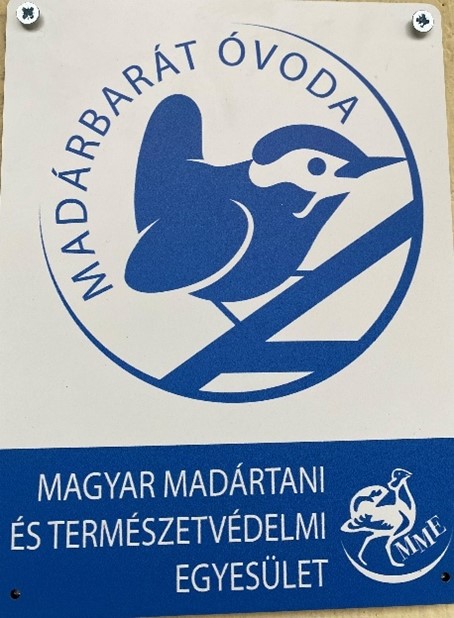 MADÁRBARÁT ÓVODA
MAGYAR MADÁRTANI
ÉS TERMÉSZETVÉDELMI
EGYESÜLET
MME